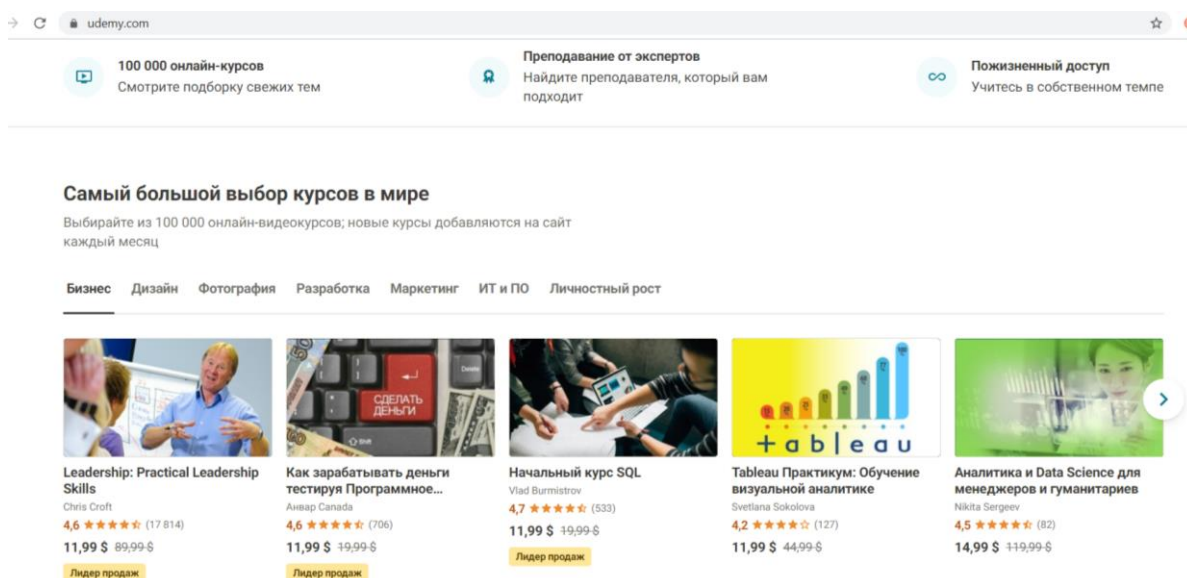 udemy.com
100 000 онлайн-курсов
Смотрите подборку свежих тем
Преподавание от экспертов
Найдите преподавателя, который вам
подходит
Пожизненный доступ
Учитесь в собственном темпе
Самый большой выбор курсов в мире
Выбирайте из 100 000 онлайн-видеокурсов; новые курсы добавляются на сайт
каждый месяц
Бизнес Дизайн Фотография Разработка Маркетинг ИТ и ПО Личностный рост
СДЕЛАТЬ
ДЕНЬГИ
Delete
Shift
50
tableau
Leadership: Practical Leadership
Skills
Chris Croft
4,6 (17 814)
11,99 $ 89,99 $
Лидер продаж
Как зарабатывать деньги
тестируя Программное...
Анвар Canada
4,6 (706)
11,99 $ 19,99 $
Лидер продаж
Начальный курс SQL
Vlad Burmistrov
4,7 (533)
11,99 $ 19,99 $
Лидер продаж
Tableau Практикум: Обучение
визуальной аналитике
Svetlana Sokolova
4,2 (127)
11,99 $ 44,99 $
Аналитика и Data Science для
менеджеров и гуманитариев
Nikita Sergeev
4,5 (82)
14,99 $ 119,99 $